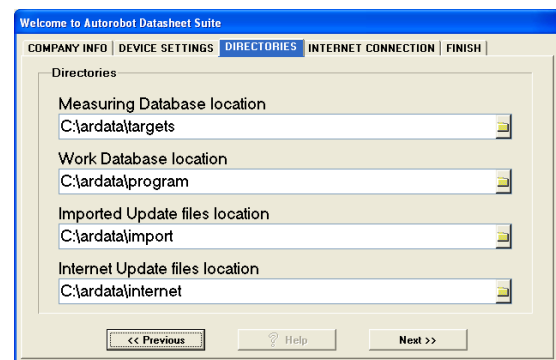 Welcome to Autorobot Datasheet Suite
COMPANY INFO DEVICE SETTINGS DIRECTORIES INTERNET CONNECTION FINISH
Directories
Measuring Database location
C:\ardata\targets
Work Database location
C:\ardata\program
Imported Update files location
C:\ardata\import
Internet Update files location
C:\ardata\internet
<< Previous ? Help Next >>